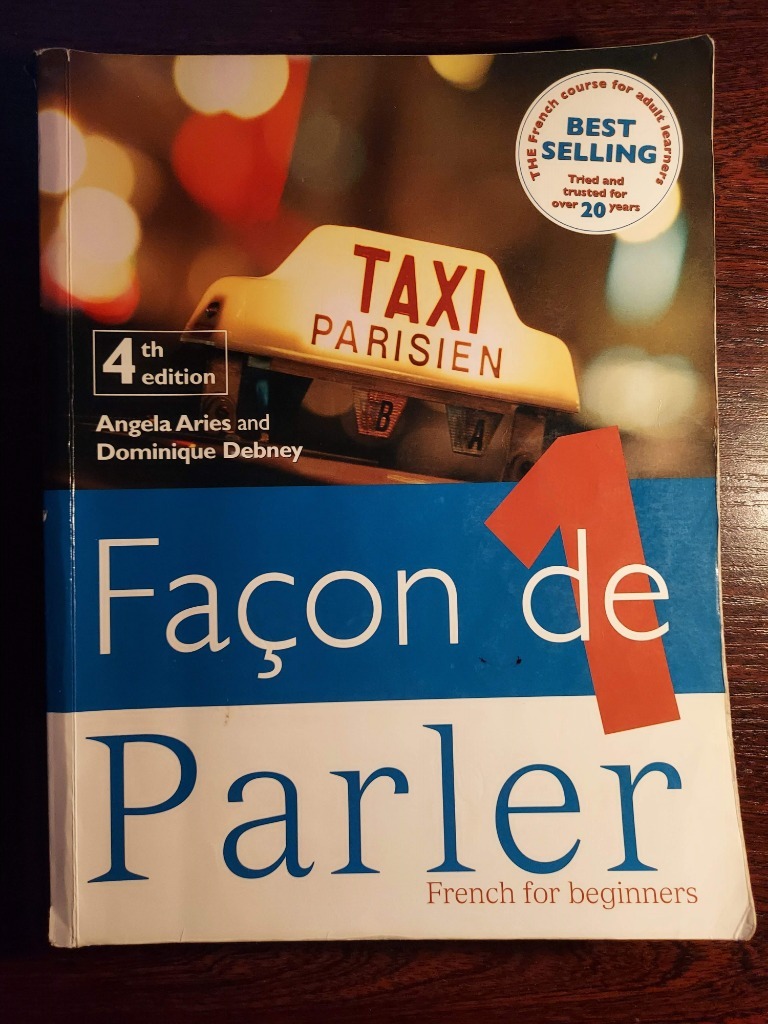 THE French course for adult learners
BEST
SELLING
Tried and
trusted for
over 20 years
TAXI
PARISIEN
B
A
4th
edition
Angela Aries and
Dominique Debney
1
Façon de
Parler
French for beginners